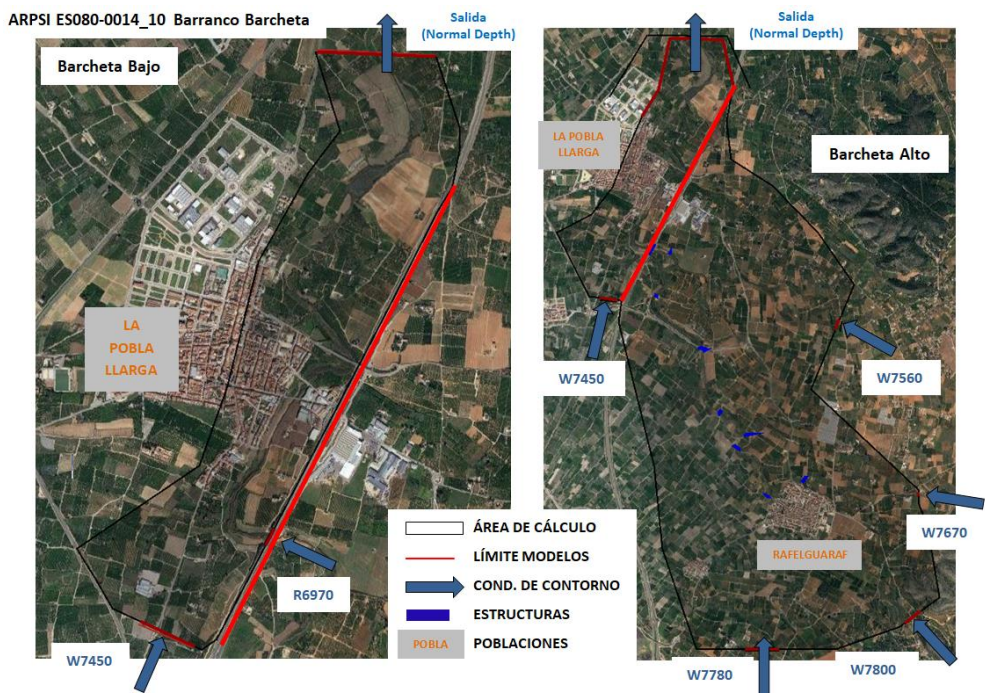 ARPSI ES080-0014_10 Barranco Barcheta
Salida
(Normal Depth)
Barcheta Bajo
LA
POBLA
LLARGA
R6970
W7450
Salida
(Normal Depth)
LA POBLA
LLARGA
Barcheta Alto
W7450
W7560
W7670
RAFELGUARAF
W7780
W7800
ÁREA DE CÁLCULO
LÍMITE MODELOS
COND. DE CONTORNO
ESTRUCTURAS
POBLA
POBLACIONES